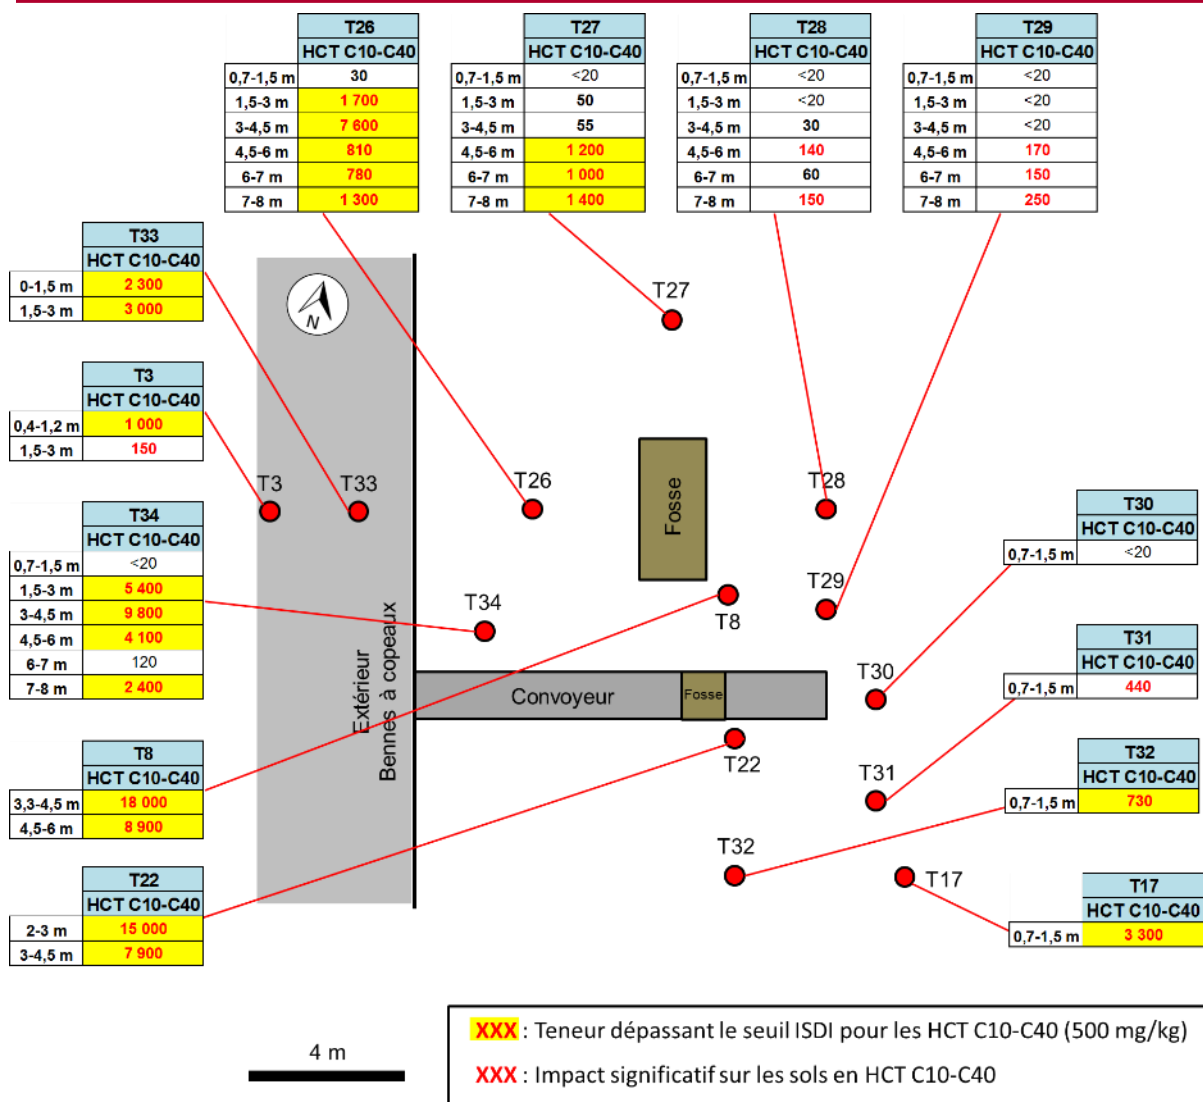 T26
HCT C10-C40
0,7-1,5 m 30
1,5-3 m 1 700
3-4,5 m 7 600
4,5-6 m 810
6-7 m 780
7-8 m 1 300
T27
HCT C10-C40
0,7-1,5 m <20
1,5-3 m 50
3-4,5 m 55
4,5-6 m 1 200
6-7 m 1 000
7-8 m 1 400
T28
HCT C10-C40
0,7-1,5 m <20
1,5-3 m <20
3-4,5 m 30
4,5-6 m 140
6-7 m 60
7-8 m 150
T29
HCT C10-C40
0,7-1,5 m <20
1,5-3 m <20
3-4,5 m <20
4,5-6 m 170
6-7 m 150
7-8 m 250
T33
HCT C10-C40
0-1,5 m 2 300
1,5-3 m 3 000
T3
HCT C10-C40
0,4-1,2 m 1 000
1,5-3 m 150
T34
HCT C10-C40
0,7-1,5 m <20
1,5-3 m 5 400
3-4,5 m 9 800
4,5-6 m 4 100
6-7 m 120
7-8 m 2 400
T8
HCT C10-C40
3,3-4,5 m 18 000
4,5-6 m 8 900
T22
HCT C10-C40
2-3 m 15 000
3-4,5 m 7 900
N
T27
T3
T33
T26
Fosse
T28
T34
T8
T29
Extérieur
Bennes à copeaux
Convoyeur
Fosse
T30
T22
T31
T32
T17
T30
HCT C10-C40
0,7-1,5 m <20
T31
HCT C10-C40
0,7-1,5 m 440
T32
HCT C10-C40
0,7-1,5 m 730
T17
HCT C10-C40
0,7-1,5 m 3 300
4 m
XXX : Teneur dépassant le seuil ISDI pour les HCT C10-C40 (500 mg/kg)
XXX : Impact significatif sur les sols en HCT C10-C40